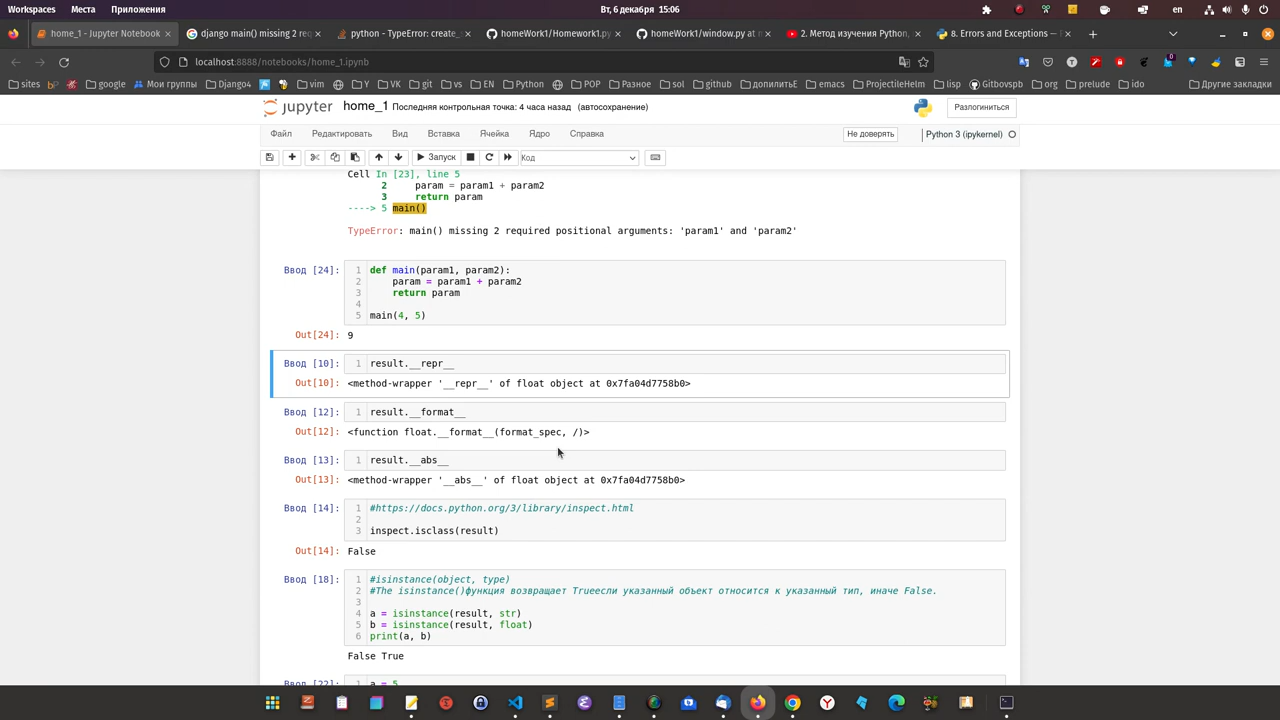 Workspaces Места Приложения Вт, 6 декабря 15:06 en
home_1 - Jupyter Notebook django main() missing 2 req python - TypeError: create_ homeWork1/Homework1.py homeWork1/window.py at m 2. Метод изучения Python, 8. Errors and Exceptions —
localhost:8888/notebooks/home_1.ipynb
sites bm google Мои группы Django4 Y VK git vs EN Python POP Разное sol github допилитьЕ emacs ProjectileHelm lisp Gitbovspb org prelude ido Другие закладки
jupyter home_1 Последняя контрольная точка: 4 часа назад (автосохранение) Разлогиниться
Файл Редактировать Вид Вставка Ячейка Ядро Справка Не доверять Python 3 (ipykernel)
Запуск Код
Cell In [23], line 5
2 param = param1 + param2
3 return param
----> 5 main()
TypeError: main() missing 2 required positional arguments: 'param1' and 'param2'
Ввод [24]: 1 def main(param1, param2):
2 param = param1 + param2
3 return param
4
5 main(4, 5)
Out[24]: 9
Ввод [10]: 1 result.__repr__
Out[10]: <method-wrapper '__repr__' of float object at 0x7fa04d7758b0>
Ввод [12]: 1 result.__format__
Out[12]: <function float.__format__(format_spec, /)>
Ввод [13]: 1 result.__abs__
Out[13]: <method-wrapper '__abs__' of float object at 0x7fa04d7758b0>
Ввод [14]: 1 #https://docs.python.org/3/library/inspect.html
2
3 inspect.isclass(result)
Out[14]: False
Ввод [18]: 1 #isinstance(object, type)
2 #The isinstance()функция возвращает Trueесли указанный объект относится к указанный тип, иначе False.
3
4 a = isinstance(result, str)
5 b = isinstance(result, float)
6 print(a, b)
False True
Ввод [22]: 1 a = 5